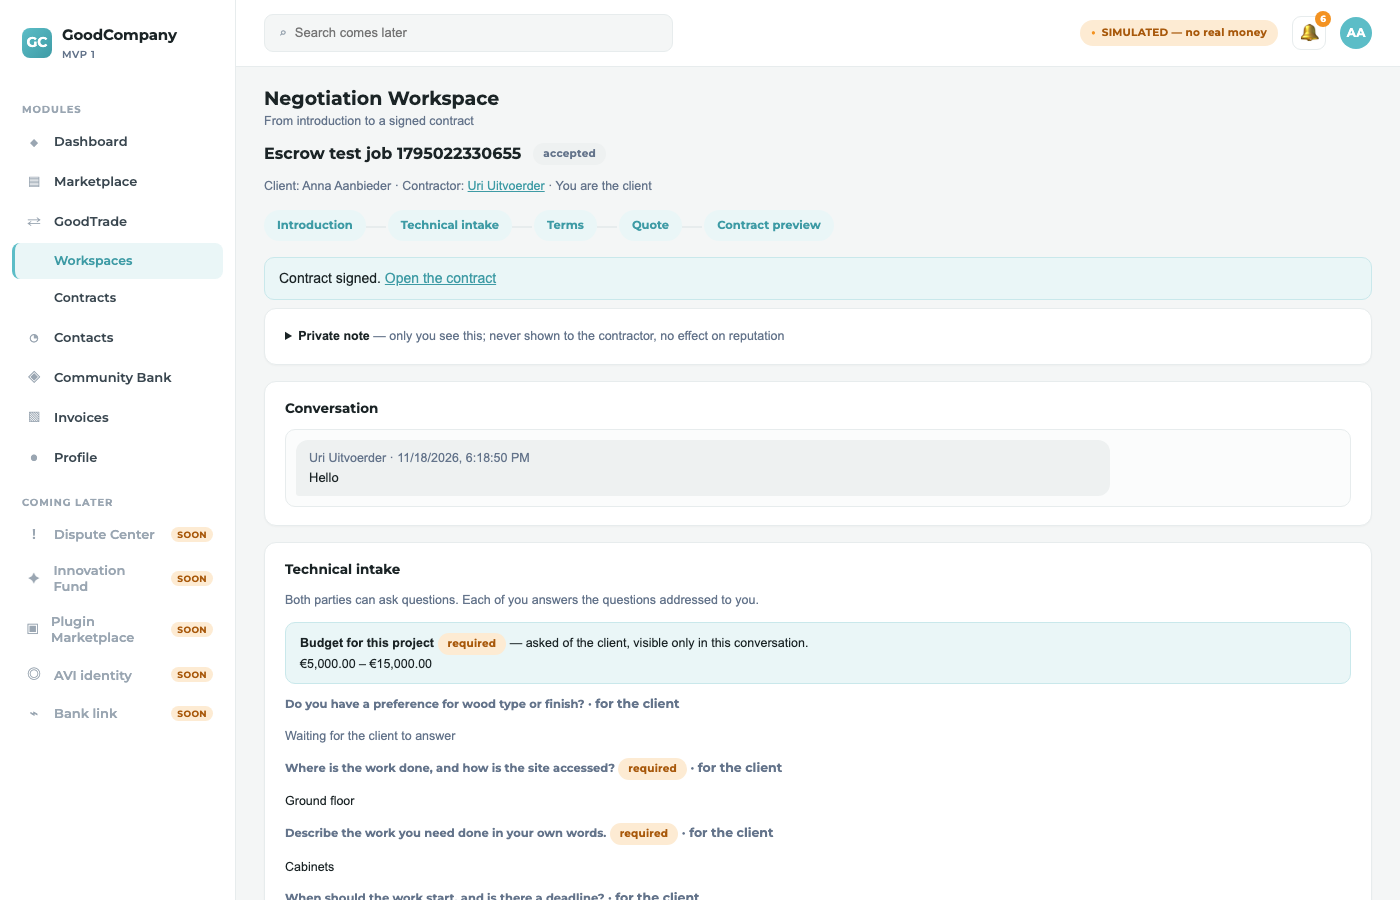 GC
GoodCompany
MVP 1
Search comes later
SIMULATED — no real money
6
AA
MODULES
Dashboard
Marketplace
GoodTrade
Workspaces
Contracts
Contacts
Community Bank
Invoices
Profile
COMING LATER
Dispute Center SOON
Innovation
Fund
SOON
Plugin
Marketplace
SOON
AVI identity SOON
Bank link SOON
Negotiation Workspace
From introduction to a signed contract
Escrow test job 1795022330655 accepted
Client: Anna Aanbieder · Contractor: Uri Uitvoerder · You are the client
Introduction Technical intake Terms Quote Contract preview
Contract signed. Open the contract
Private note — only you see this; never shown to the contractor, no effect on reputation
Conversation
Uri Uitvoerder · 11/18/2026, 6:18:50 PM
Hello
Technical intake
Both parties can ask questions. Each of you answers the questions addressed to you.
Budget for this project required — asked of the client, visible only in this conversation.
€5,000.00 – €15,000.00
Do you have a preference for wood type or finish? · for the client
Waiting for the client to answer
Where is the work done, and how is the site accessed? required · for the client
Ground floor
Describe the work you need done in your own words. required · for the client
Cabinets
When should the work start, and is there a deadline? · for the client